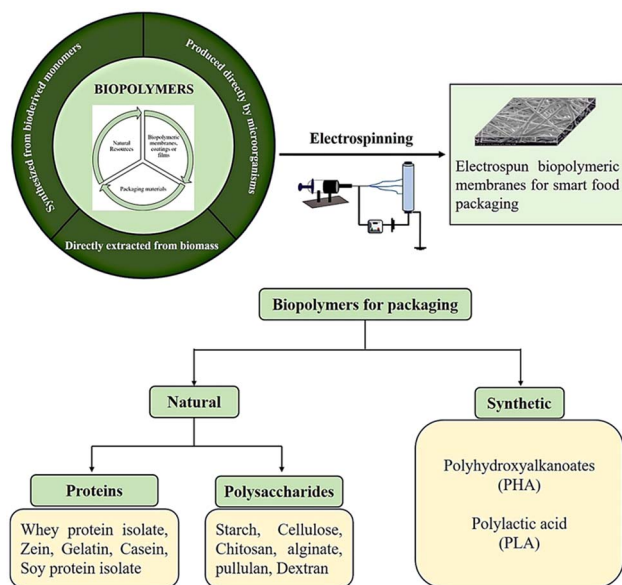 Synthesized from bioderived monomers
Produced directly by microorganisms
Directly extracted from biomass
BIOPOLYMERS
Natural
Resources
Biopolymeric
membranes,
coatings or
films
Packaging materials
Electrospinning
Electrospun biopolymeric
membranes for smart food
packaging
Biopolymers for packaging
Natural
Synthetic
Proteins
Polysaccharides
Whey protein isolate,
Zein, Gelatin, Casein,
Soy protein isolate
Starch, Cellulose,
Chitosan, alginate,
pullulan, Dextran
Polyhydroxyalkanoates
(PHA)
Polylactic acid
(PLA)